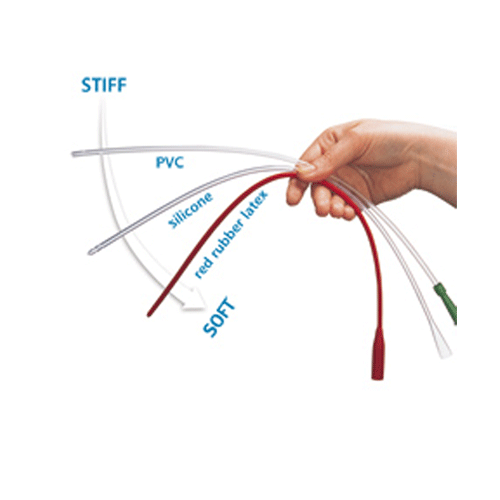 STIFF
PVC
silicone
red rubber latex
SOFT